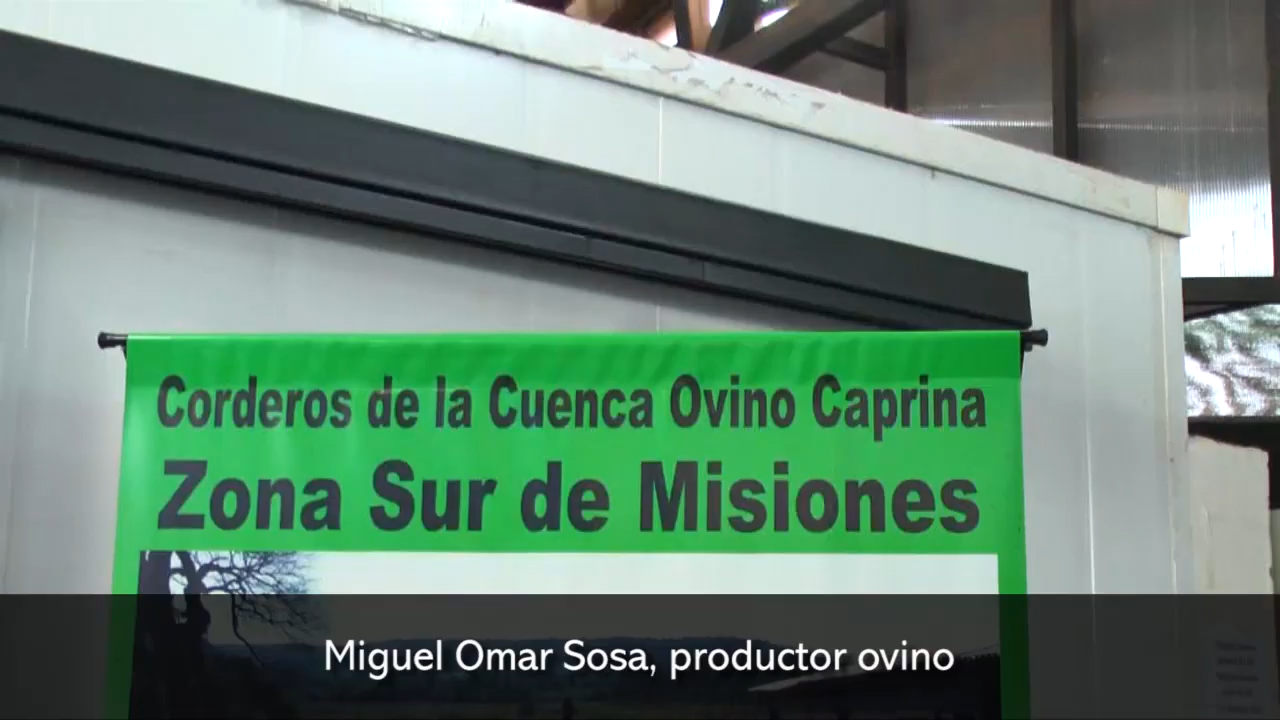 Corderos de la Cuenca Ovino Caprina
Zona Sur de Misiones
Miguel Omar Sosa, productor ovino